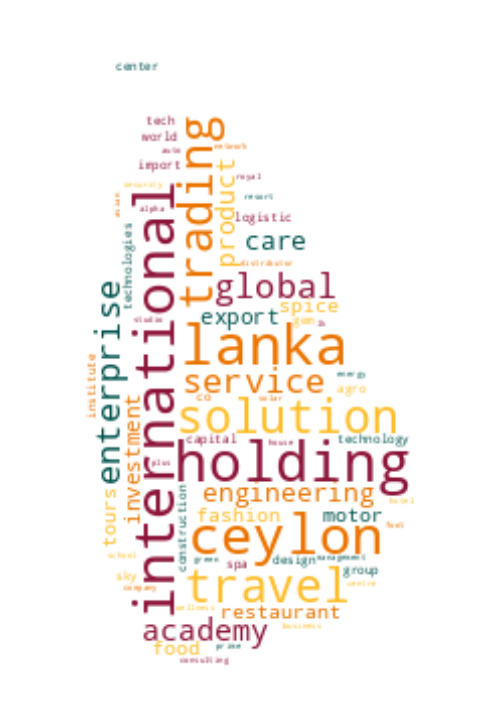 center
tech
world
auto
import
network
trading
product
security
royal
asian
alpha
resort
logistic
technologies
care
distributor
international
global
studio
export
spice
gem
lk
enterprise
lanka
institute
service
energy
agro
co
solar
investment
solution
capital
house
technology
plus
holding
tours
construction
engineering
hotel
fashion
motor
foot
ceylon
school
green
spa
design
management
group
sky
company
travel
centre
wellness
restaurant
academy
business
food
prime
consulting